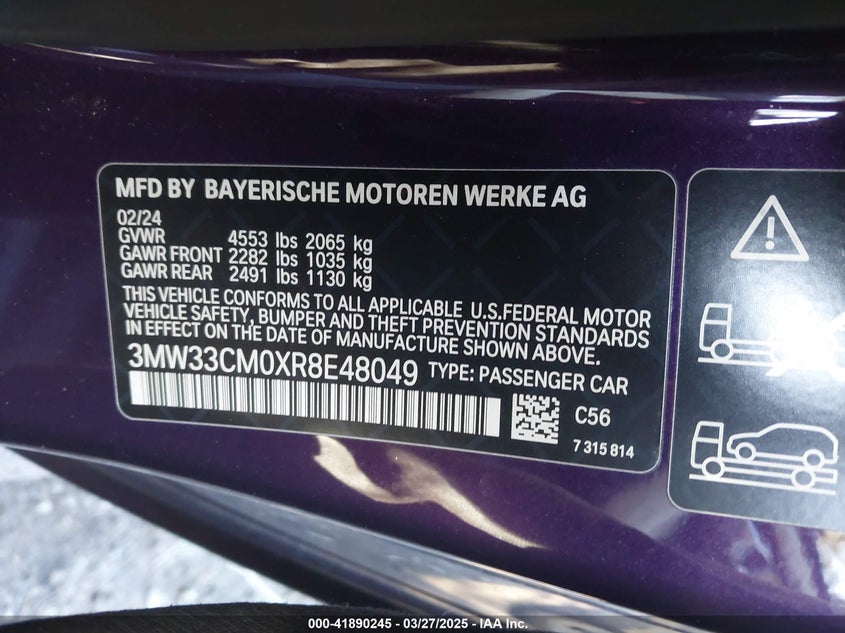 MFD BY BAYERISCHE MOTOREN WERKE AG
02/24
GVWR 4553 lbs 2065 kg
GAWR FRONT 2282 lbs 1035 kg
GAWR REAR 2491 lbs 1130 kg
THIS VEHICLE CONFORMS TO ALL APPLICABLE U.S.FEDERAL MOTOR
VEHICLE SAFETY, BUMPER AND THEFT PREVENTION STANDARDS
IN EFFECT ON THE DATE OF MANUFACTURE SHOWN ABOVE.
3MW33CM0XR8E48049 TYPE: PASSENGER CAR
C56
7 315 814
000-41890245 - 03/27/2025 - IAA Inc.